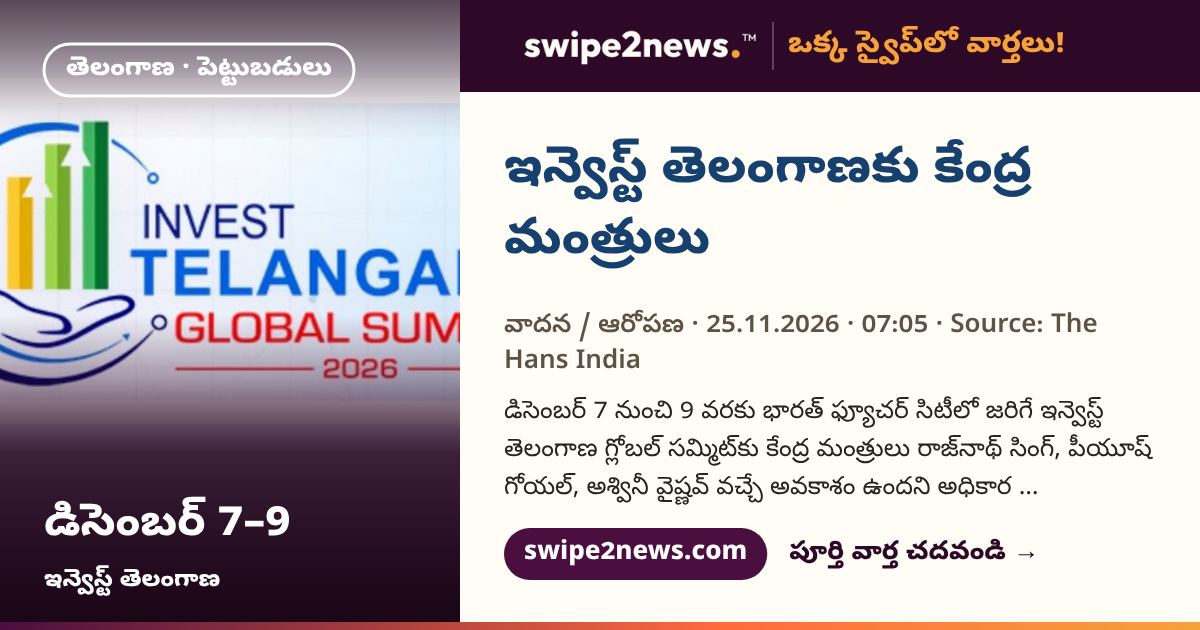 తెలంగాణ · పెట్టుబడులు
INVEST
TELANGA
GLOBAL SUM
2026
డిసెంబర్ 7–9
ఇన్వెస్ట్ తెలంగాణ
swipe2news.™ ఒక్క స్వైప్‌లో వార్తలు!
ఇన్వెస్ట్ తెలంగాణకు కేంద్ర
మంత్రులు
వాదన / ఆరోపణ · 25.11.2026 · 07:05 · Source: The
Hans India
డిసెంబర్ 7 నుంచి 9 వరకు భారత్ ఫ్యూచర్ సిటీలో జరిగే ఇన్వెస్ట్
తెలంగాణ గ్లోబల్ సమ్మిట్‌కు కేంద్ర మంత్రులు రాజ్‌నాథ్ సింగ్, పీయూష్
గోయల్, అశ్విని వైష్ణవ్ వచ్చే అవకాశం ఉందని అధికార ...
swipe2news.com పూర్తి వార్త చదవండి →